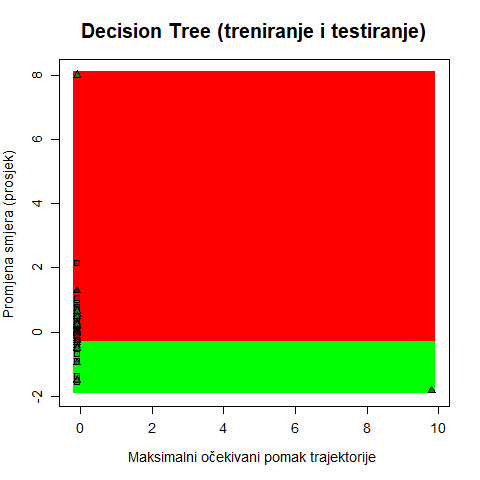 Decision Tree (treniranje i testiranje)
Promjena smjera (prosjek)
8
6
4
2
0
-2
0 2 4 6 8 10
Maksimalni očekivani pomak trajektorije